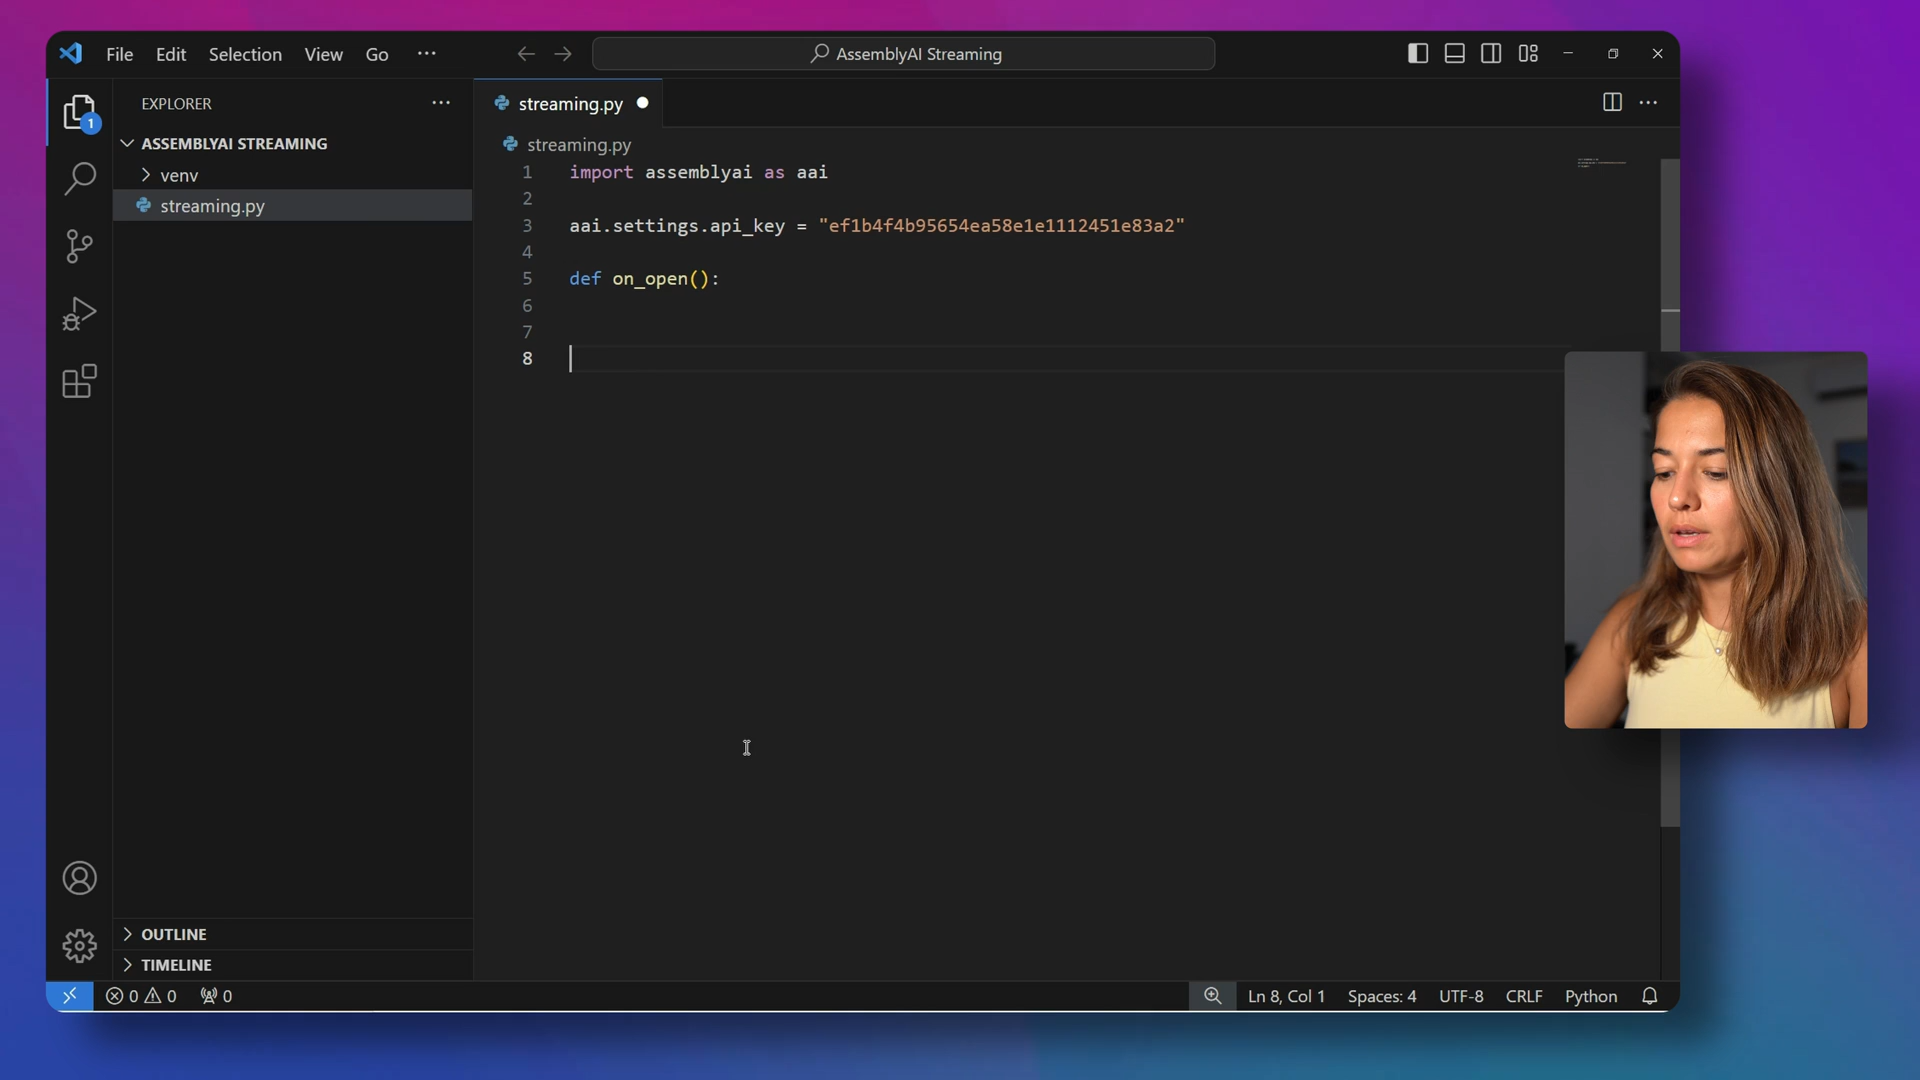 File Edit Selection View Go ···
AssemblyAI Streaming
EXPLORER ···
1
ASSEMBLYAI STREAMING
venv
streaming.py
streaming.py
streaming.py
1 import assemblyai as aai
2
3 aai.settings.api_key = "ef1b4f4b95654ea58e1e1112451e83a2"
4
5 def on_open():
6
7
8
OUTLINE
TIMELINE
0 0 0 Ln 8, Col 1 Spaces: 4 UTF-8 CRLF Python